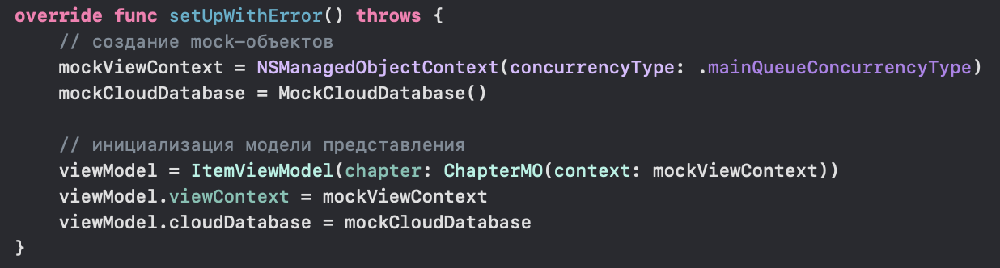 override func setUpWithError() throws {
    // создание mock-объектов
    mockViewContext = NSManagedObjectContext(concurrencyType: .mainQueueConcurrencyType)
    mockCloudDatabase = MockCloudDatabase()

    // инициализация модели представления
    viewModel = ItemViewModel(chapter: ChapterMO(context: mockViewContext))
    viewModel.viewContext = mockViewContext
    viewModel.cloudDatabase = mockCloudDatabase
}